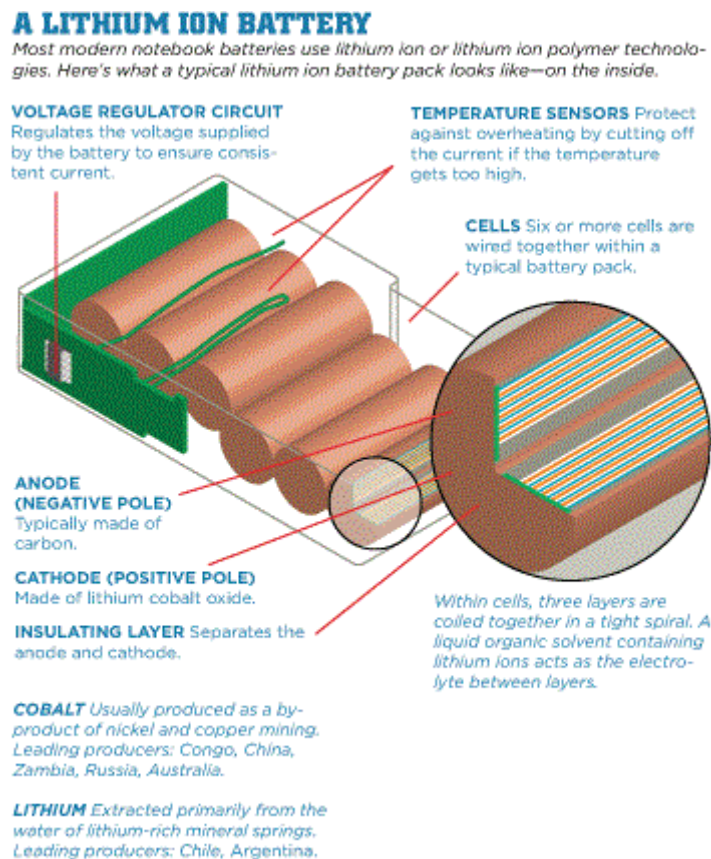 A LITHIUM ION BATTERY
Most modern notebook batteries use lithium ion or lithium ion polymer technolo-
gies. Here's what a typical lithium ion battery pack looks like—on the inside.
VOLTAGE REGULATOR CIRCUIT
Regulates the voltage supplied
by the battery to ensure consis-
tent current.
TEMPERATURE SENSORS Protect
against overheating by cutting off
the current if the temperature
gets too high.
CELLS Six or more cells are
wired together within a
typical battery pack.
ANODE
(NEGATIVE POLE)
Typically made of
carbon.
CATHODE (POSITIVE POLE)
Made of lithium cobalt oxide.
INSULATING LAYER Separates the
anode and cathode.
Within cells, three layers are
coiled together in a tight spiral. A
liquid organic solvent containing
lithium ions acts as the electro-
lyte between layers.
COBALT Usually produced as a by-
product of nickel and copper mining.
Leading producers: Congo, China,
Zambia, Russia, Australia.
LITHIUM Extracted primarily from the
water of lithium-rich mineral springs.
Leading producers: Chile, Argentina.